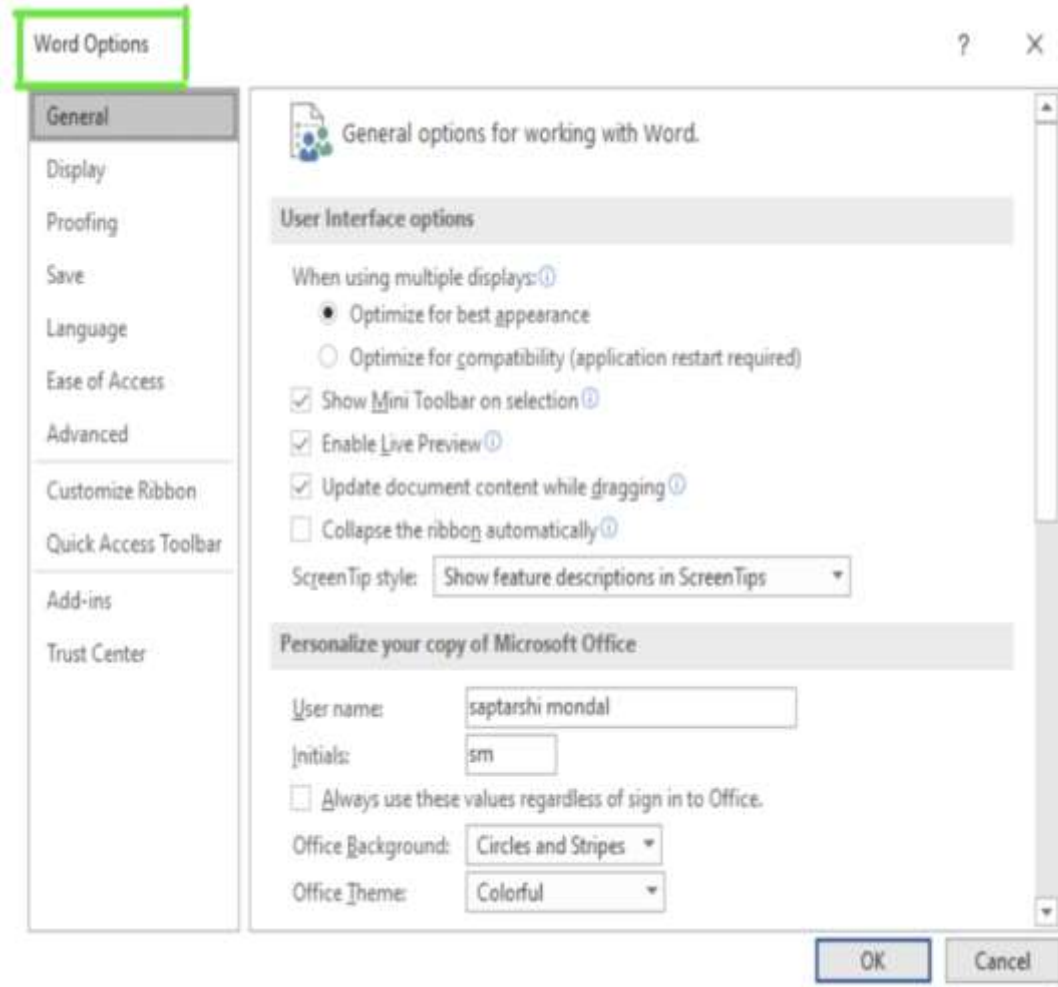 Word Options
?
General
Display
Proofing
Save
Language
Ease of Access
Advanced
Customize Ribbon
Quick Access Toolbar
Add-ins
Trust Center
General options for working with Word.
User Interface options
When using multiple displays:
Optimize for best appearance
Optimize for compatibility (application restart required)
Show Mini Toolbar on selection
Enable Live Preview
Update document content while dragging
Collapse the ribbon automatically
ScreenTip style: Show feature descriptions in ScreenTips
Personalize your copy of Microsoft Office
User name: saptarshi mondal
Initials: sm
Always use these values regardless of sign in to Office.
Office Background: Circles and Stripes
Office Theme: Colorful
OK Cancel